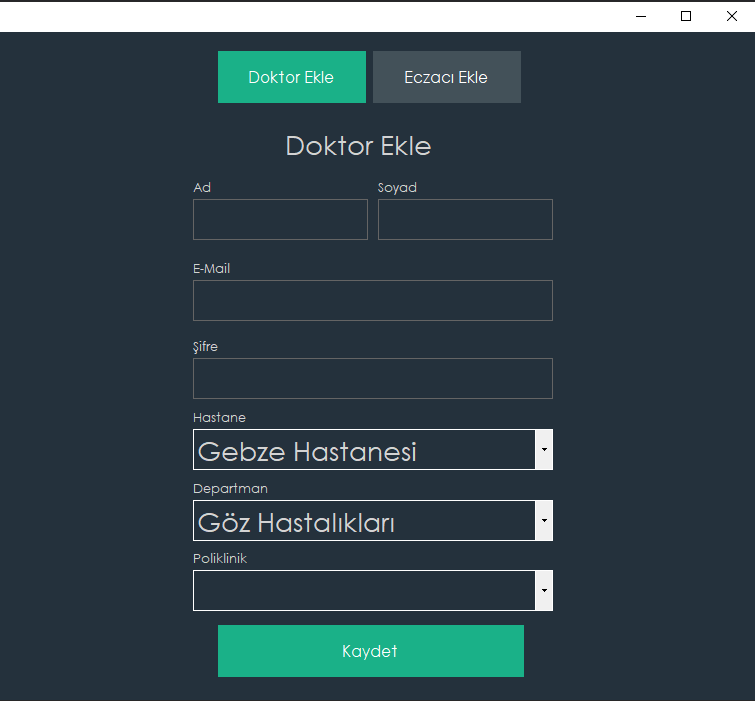 Doktor Ekle Eczacı Ekle
Doktor Ekle
Ad Soyad
E-Mail
Şifre
Hastane
Gebze Hastanesi
Departman
Göz Hastalıkları
Poliklinik
Kaydet